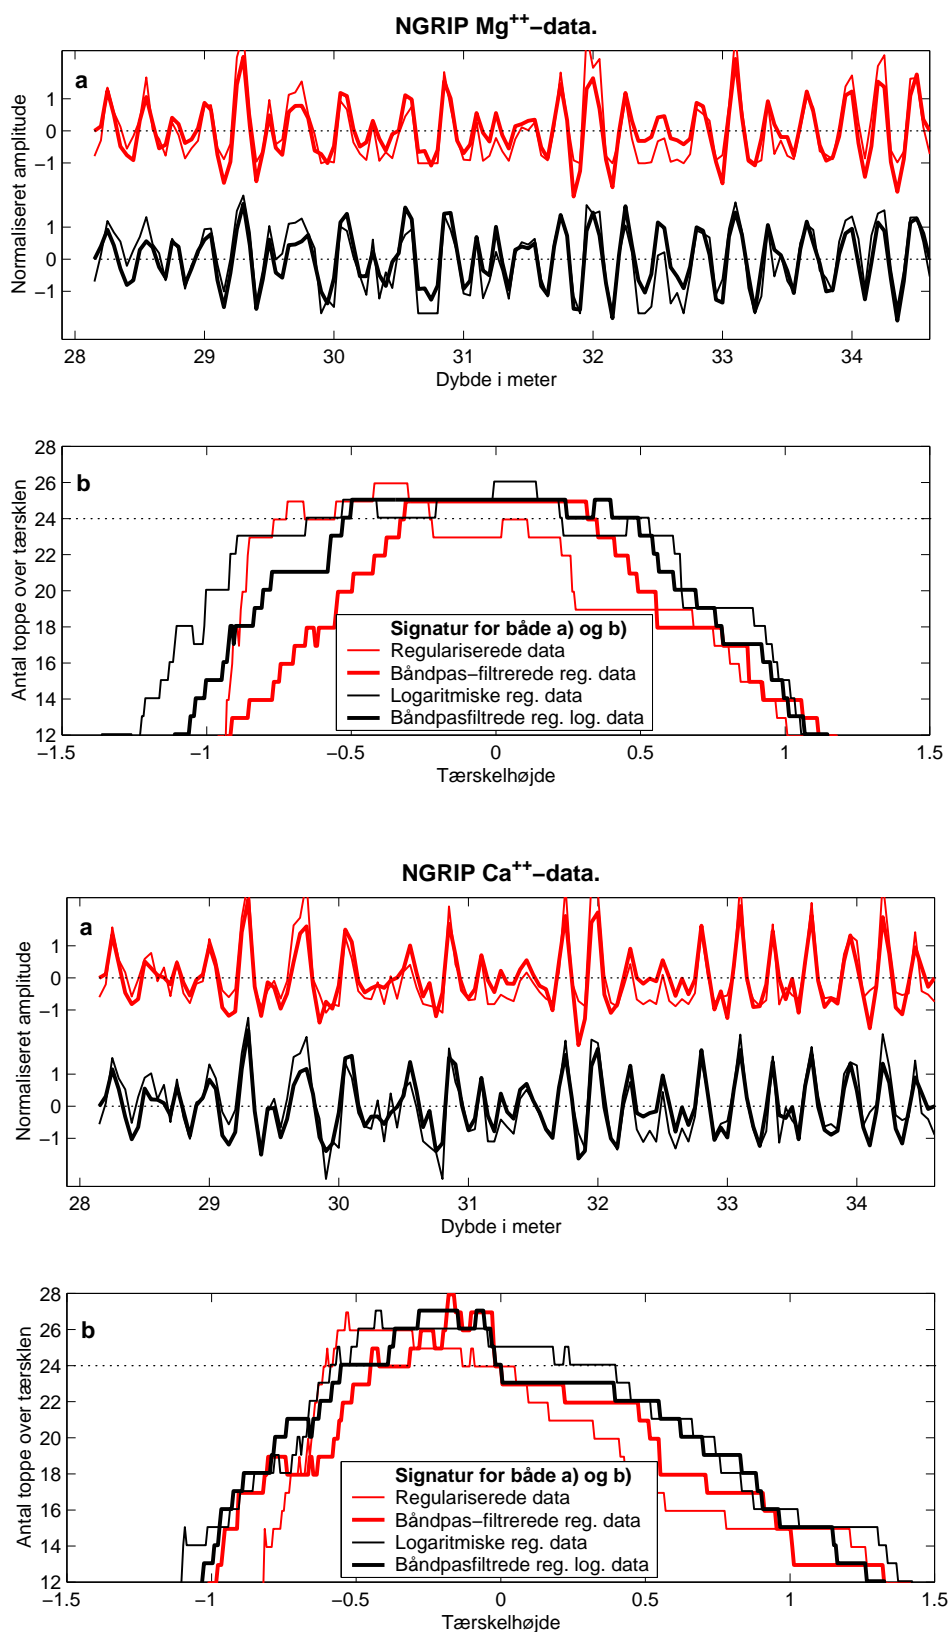 NGRIP Mg++−data.
a
Normaliseret amplitude
1
0
−1
1
0
−1
28 29 30 31 32 33 34
Dybde i meter
b
Antal toppe over tærsklen
28
26
24
22
20
18
16
14
12
Signatur for både a) og b)
Regulariserede data
Båndpas−filtrerede reg. data
Logaritmiske reg. data
Båndpasfiltrede reg. log. data
−1.5 −1 −0.5 0 0.5 1 1.5
Tærskelhøjde
NGRIP Ca++−data.
a
Normaliseret amplitude
1
0
−1
1
0
−1
28 29 30 31 32 33 34
Dybde i meter
b
Antal toppe over tærsklen
28
26
24
22
20
18
16
14
12
Signatur for både a) og b)
Regulariserede data
Båndpas−filtrerede reg. data
Logaritmiske reg. data
Båndpasfiltrede reg. log. data
−1.5 −1 −0.5 0 0.5 1 1.5
Tærskelhøjde